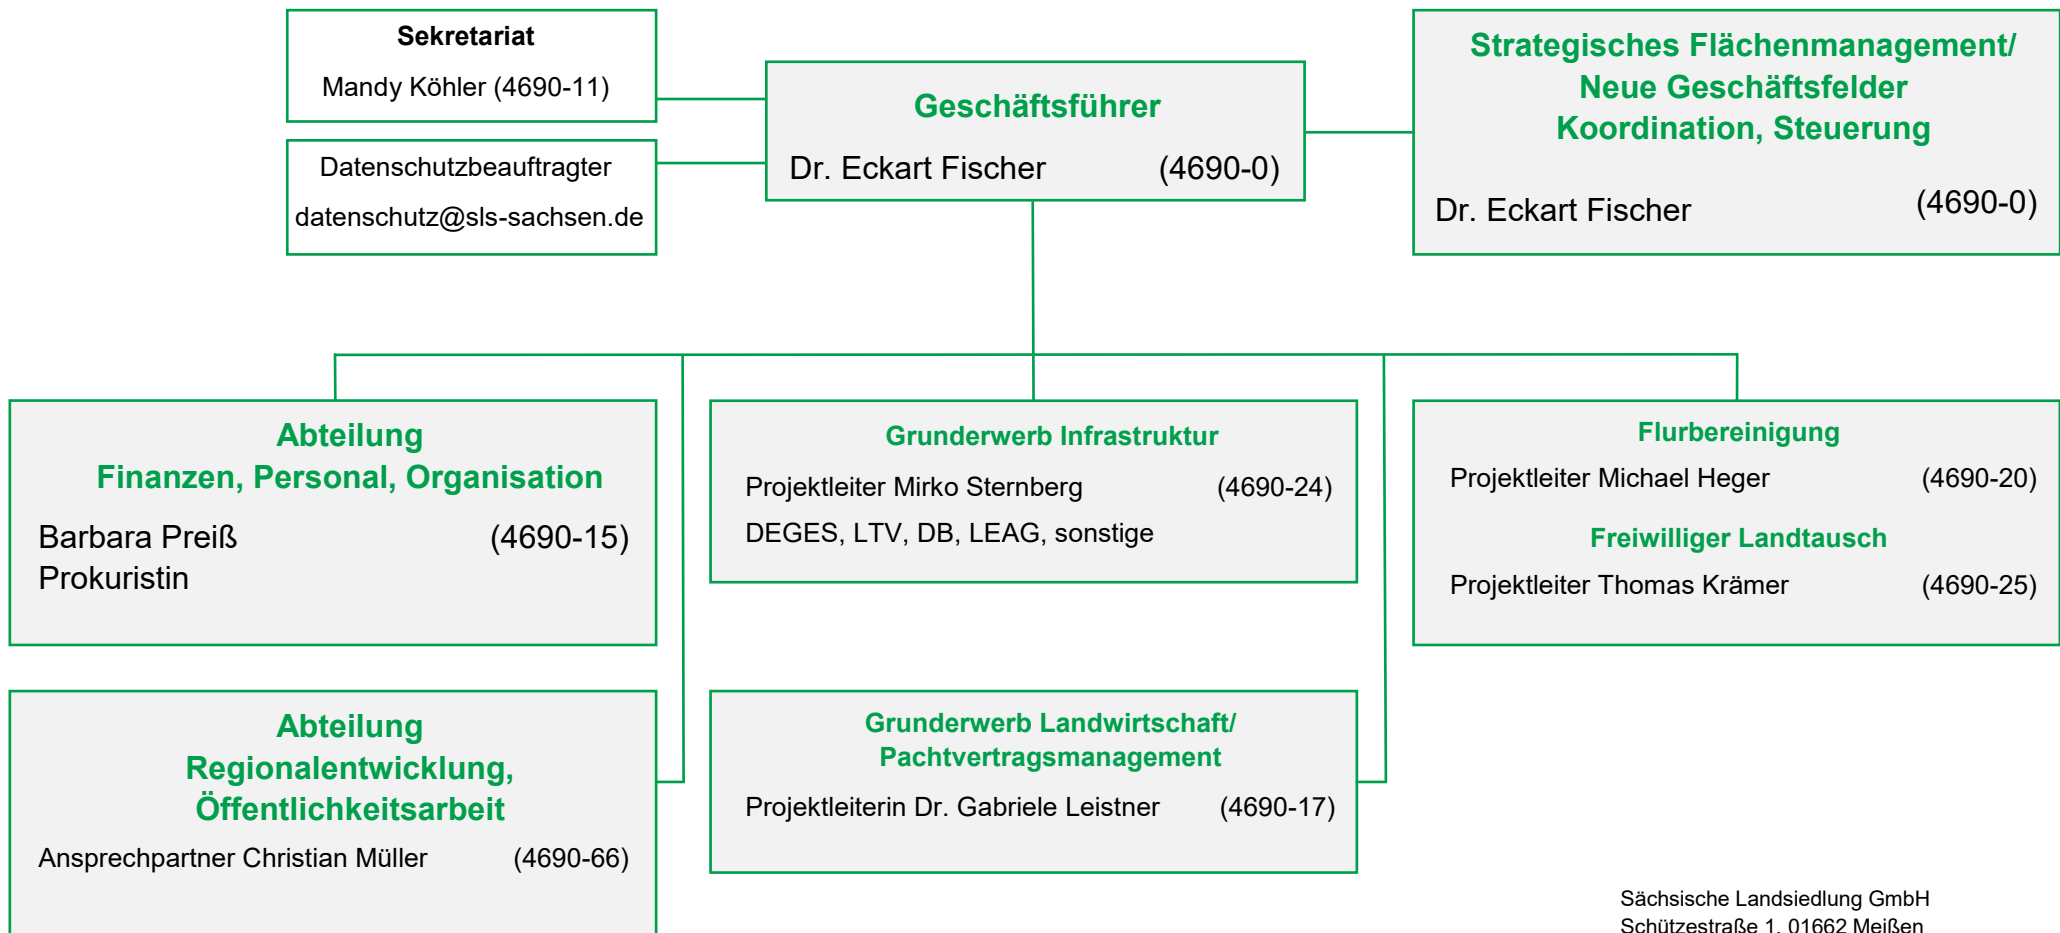 Sekretariat
Mandy Köhler (4690-11)
Datenschutzbeauftragter
datenschutz@sls-sachsen.de
Geschäftsführer
Dr. Eckart Fischer (4690-0)
Strategisches Flächenmanagement/
Neue Geschäftsfelder
Koordination, Steuerung
Dr. Eckart Fischer (4690-0)
Abteilung
Finanzen, Personal, Organisation
Barbara Preiß (4690-15)
Prokuristin
Grunderwerb Infrastruktur
Projektleiter Mirko Sternberg (4690-24)
DEGES, LTV, DB, LEAG, sonstige
Flurbereinigung
Projektleiter Michael Heger (4690-20)
Freiwilliger Landtausch
Projektleiter Thomas Krämer (4690-25)
Abteilung
Regionalentwicklung,
Öffentlichkeitsarbeit
Ansprechpartner Christian Müller (4690-66)
Grunderwerb Landwirtschaft/
Pachtvertragsmanagement
Projektleiterin Dr. Gabriele Leistner (4690-17)
Sächsische Landsiedlung GmbH
Schützestraße 1, 01662 Meißen